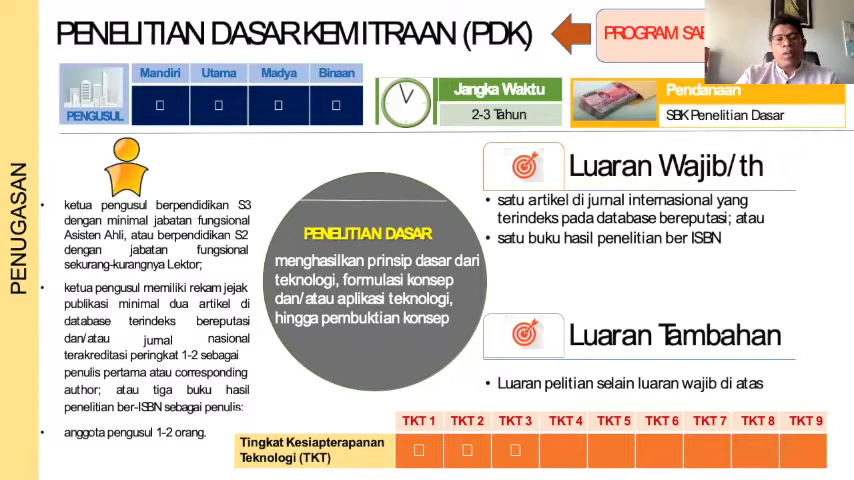 PENELITIAN DASAR KEMITRAAN (PDK)
PROGRAM
Mandiri Utama Madya Binaan
PENGUSUL
Jangka Waktu
2-3 Tahun
Pendanaan
SBK Penelitian Dasar
PENUGASAN
ketua pengusul berpendidikan S3
dengan minimal jabatan fungsional
Asisten Ahli, atau berpendidikan S2
dengan jabatan fungsional
sekurang-kurangnya Lektor;
ketua pengusul memiliki rekam jejak
publikasi minimal dua artikel di
database terindeks bereputasi
dan/atau jurnal nasional
terakreditasi peringkat 1-2 sebagai
penulis pertama atau corresponding
author; atau tiga buku hasil
penelitian ber-ISBN sebagai penulis:
anggota pengusul 1-2 orang.
PENELITIAN DASAR
menghasilkan prinsip dasar dari
teknologi, formulasi konsep
dan/atau aplikasi teknologi,
hingga pembuktian konsep
Luaran Wajib/th
satu artikel di jurnal internasional yang
terindeks pada database bereputasi; atau
satu buku hasil penelitian ber ISBN
Luaran Tambahan
Luaran pelitian selain luaran wajib di atas
TKT 1 TKT 2 TKT 3 TKT 4 TKT 5 TKT 6 TKT 7 TKT 8 TKT 9
Tingkat Kesiapterapanan
Teknologi (TKT)